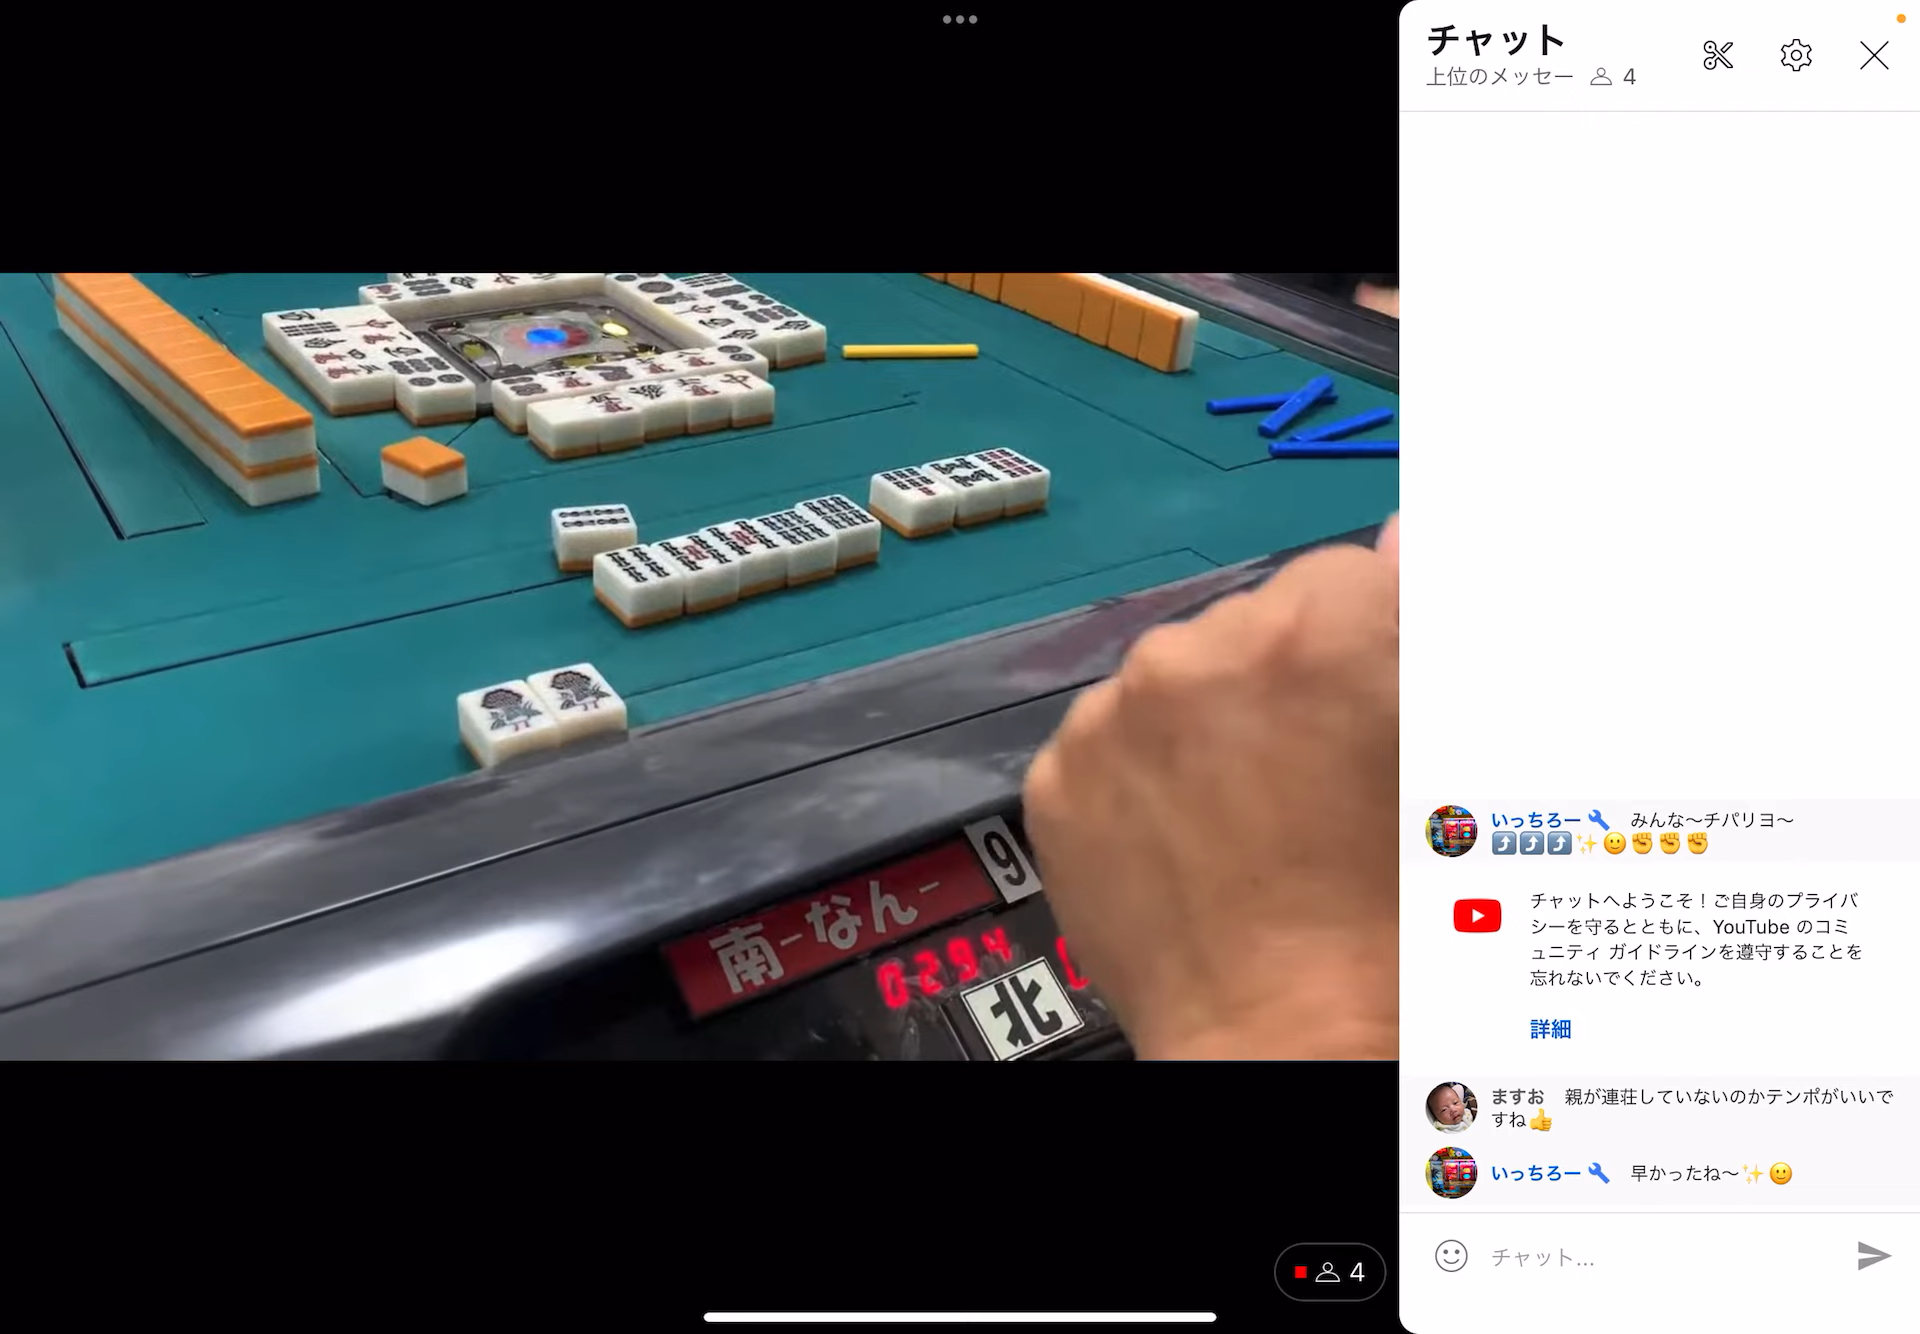 チャット
上位のメッセー 4
いっちろー みんな〜チパリヨ〜
⤴️⤴️⤴️✨🙂✊✊✊
チャットへようこそ！ご自身のプライバ
シーを守るとともに、YouTube のコミ
ュニティ ガイドラインを遵守することを
忘れないでください。
詳細
ますお 親が連荘していないのかテンポがいいで
すね👍
いっちろー 早かったね〜✨🙂
チャット...
4
9
南-なん-
0294
北
中